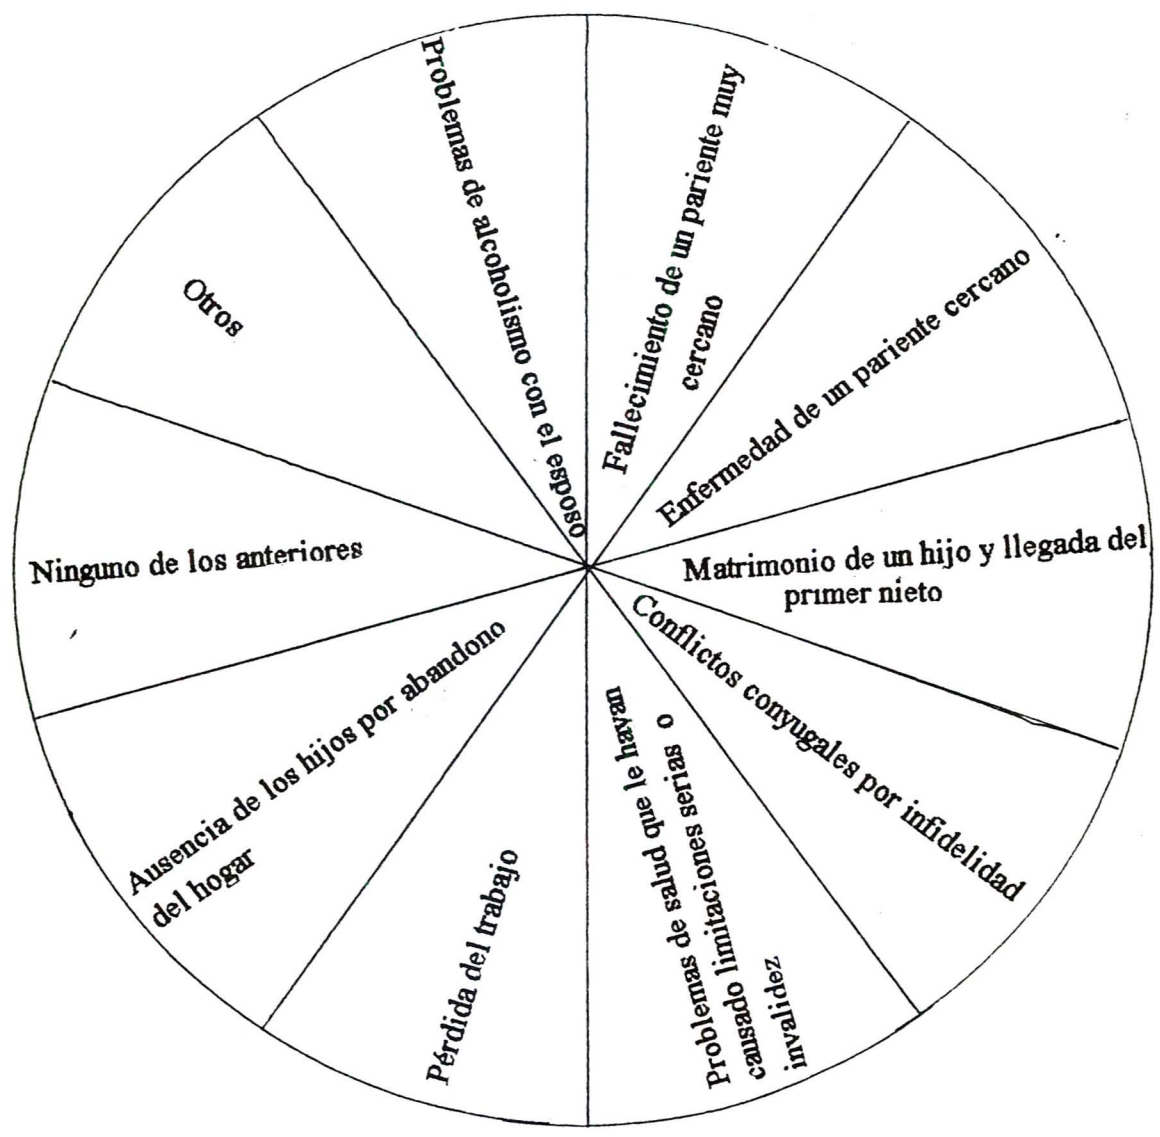 Fallecimiento de un pariente muy
cercano
Enfermedad de un pariente cercano
Matrimonio de un hijo y llegada del
primer nieto
Conflictos conyugales por infidelidad
Problemas de salud que le hayan
causado limitaciones serias o
invalidez
Pérdida del trabajo
Ausencia de los hijos por abandono
del hogar
Ninguno de los anteriores
Otros
Problemas de alcoholismo con el esposo